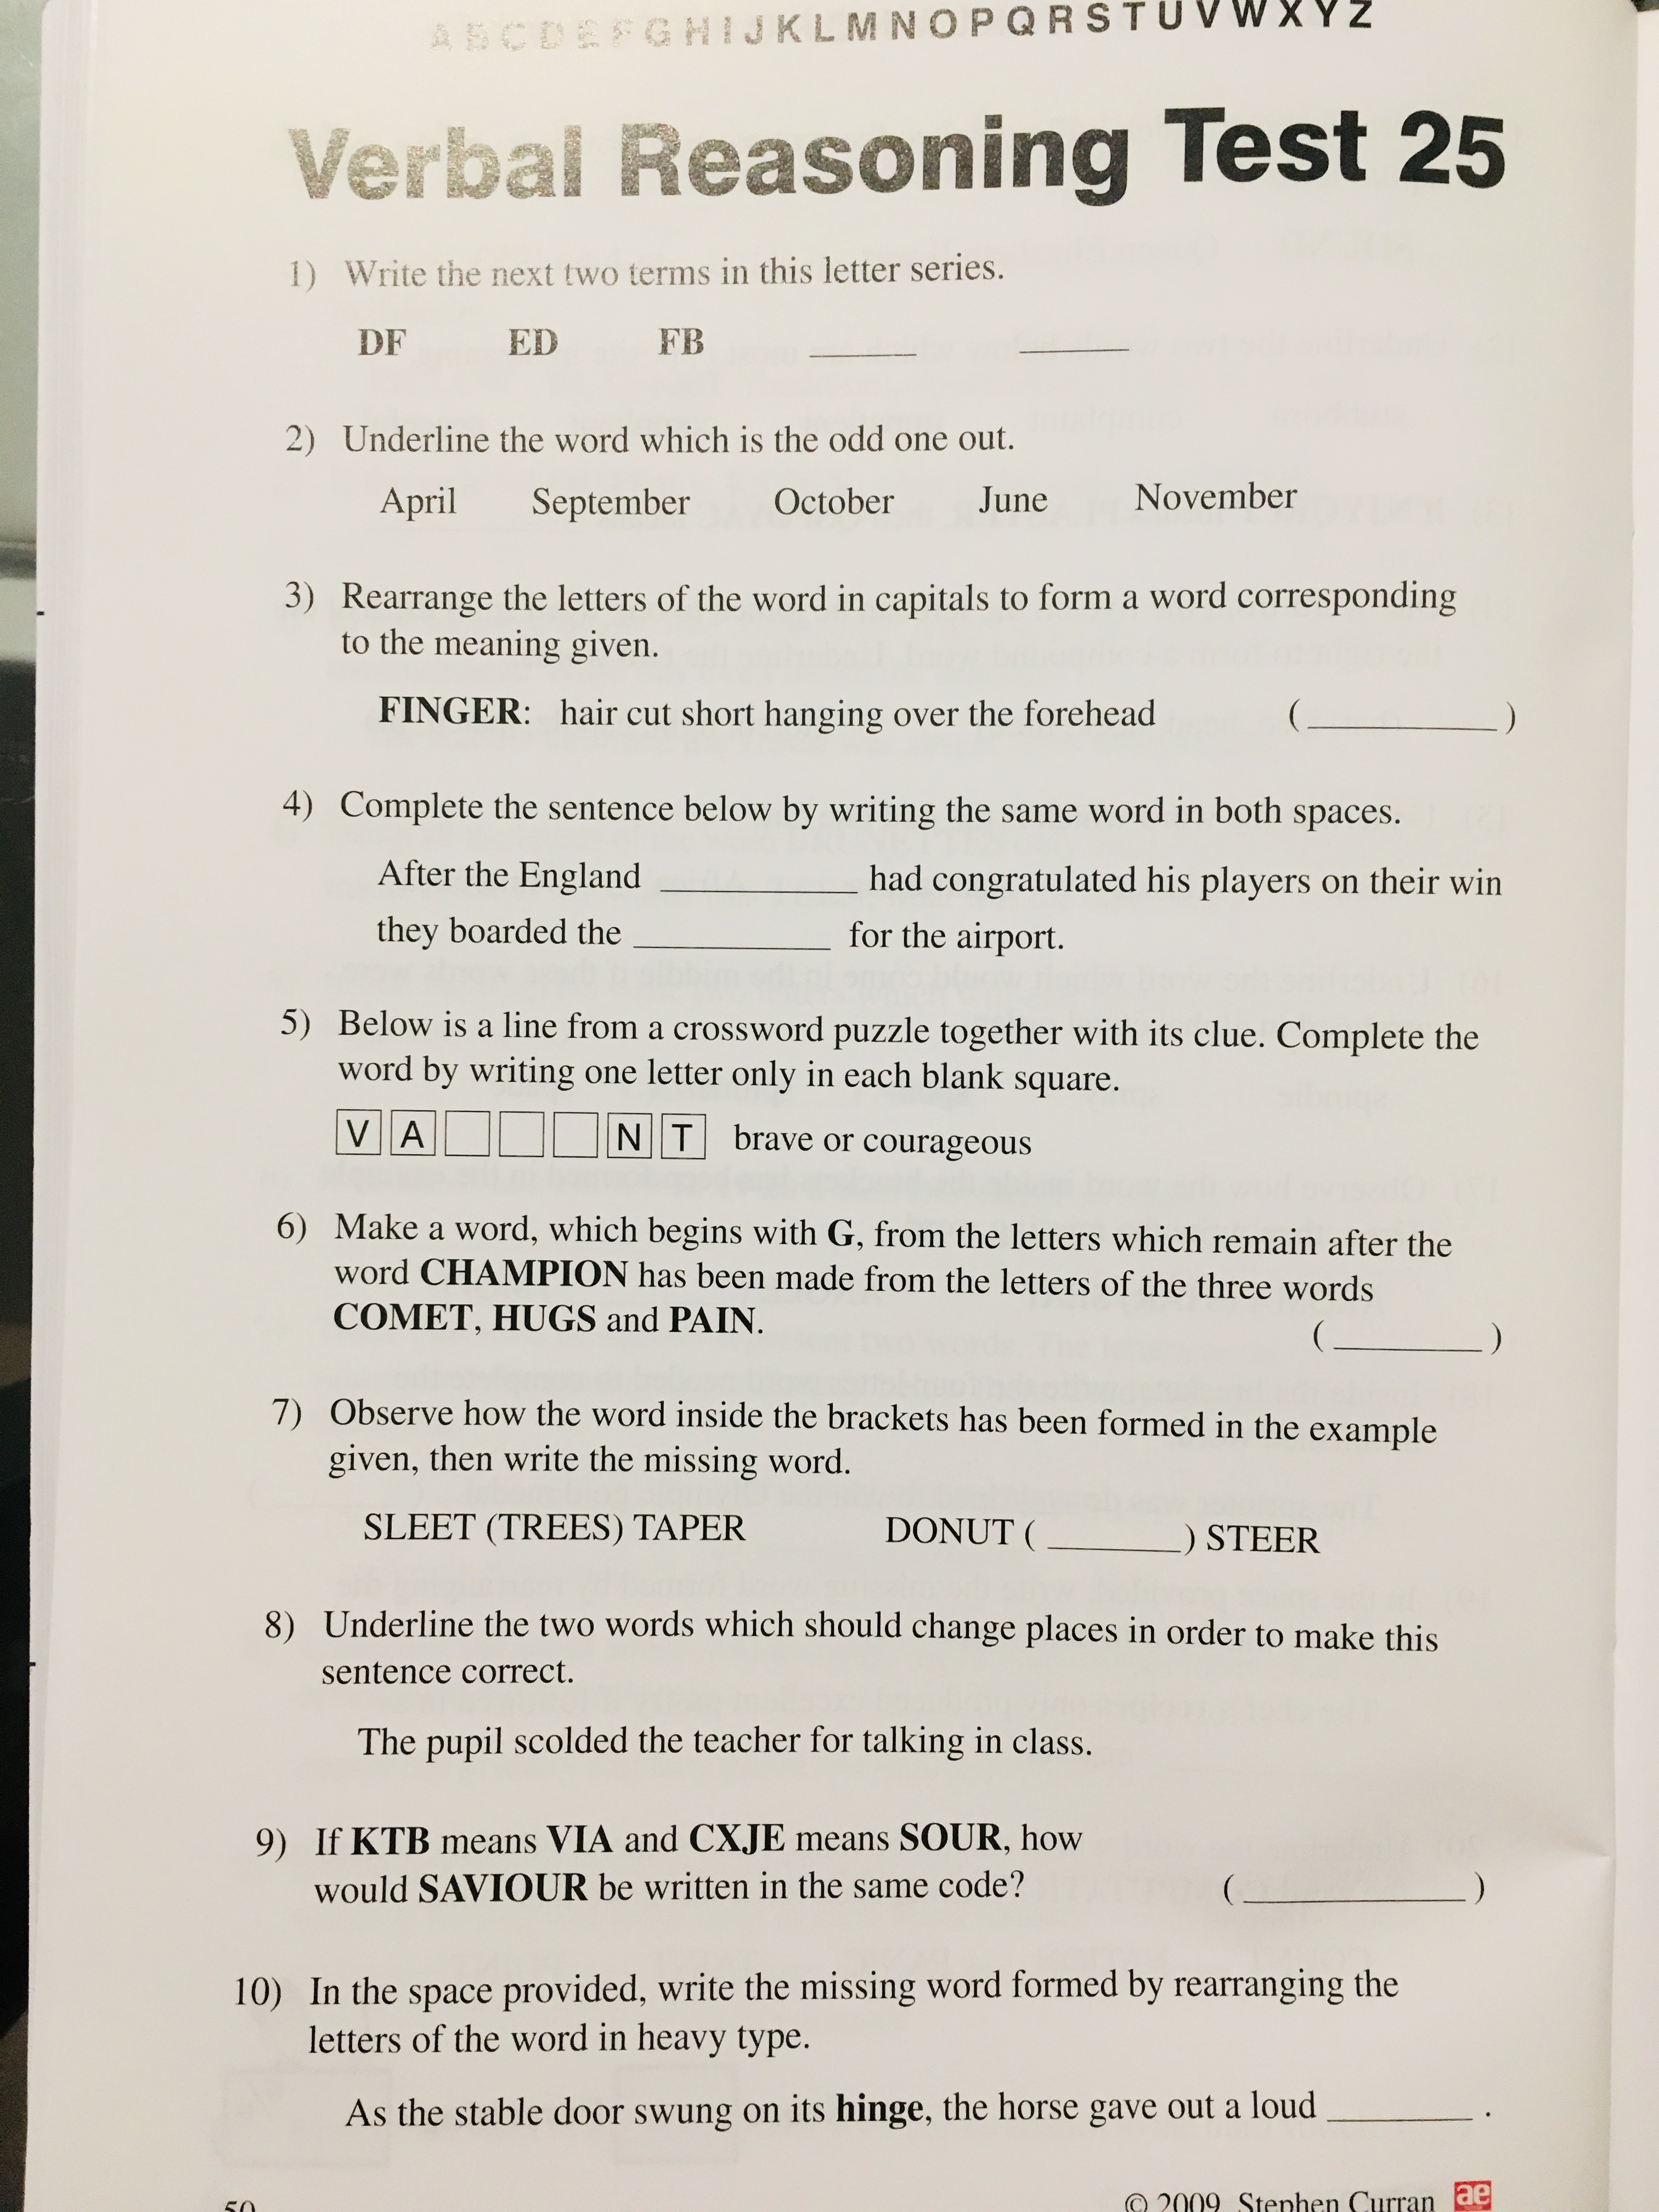 A B C D E F G H I J K L M N O P Q R S T U V W X Y Z
Verbal Reasoning Test 25
1) Write the next two terms in this letter series.
DF ED FB ________ ________
2) Underline the word which is the odd one out.
April September October June November
3) Rearrange the letters of the word in capitals to form a word corresponding
to the meaning given.
FINGER: hair cut short hanging over the forehead (__________)
4) Complete the sentence below by writing the same word in both spaces.
After the England __________ had congratulated his players on their win
they boarded the __________ for the airport.
5) Below is a line from a crossword puzzle together with its clue. Complete the
word by writing one letter only in each blank square.
V A N T brave or courageous
6) Make a word, which begins with G, from the letters which remain after the
word CHAMPION has been made from the letters of the three words
COMET, HUGS and PAIN. (________)
7) Observe how the word inside the brackets has been formed in the example
given, then write the missing word.
SLEET (TREES) TAPER DONUT (_______) STEER
8) Underline the two words which should change places in order to make this
sentence correct.
The pupil scolded the teacher for talking in class.
9) If KTB means VIA and CXJE means SOUR, how
would SAVIOUR be written in the same code? (____________)
10) In the space provided, write the missing word formed by rearranging the
letters of the word in heavy type.
As the stable door swung on its hinge, the horse gave out a loud ________ .
50 © 2009 Stephen Curran ae